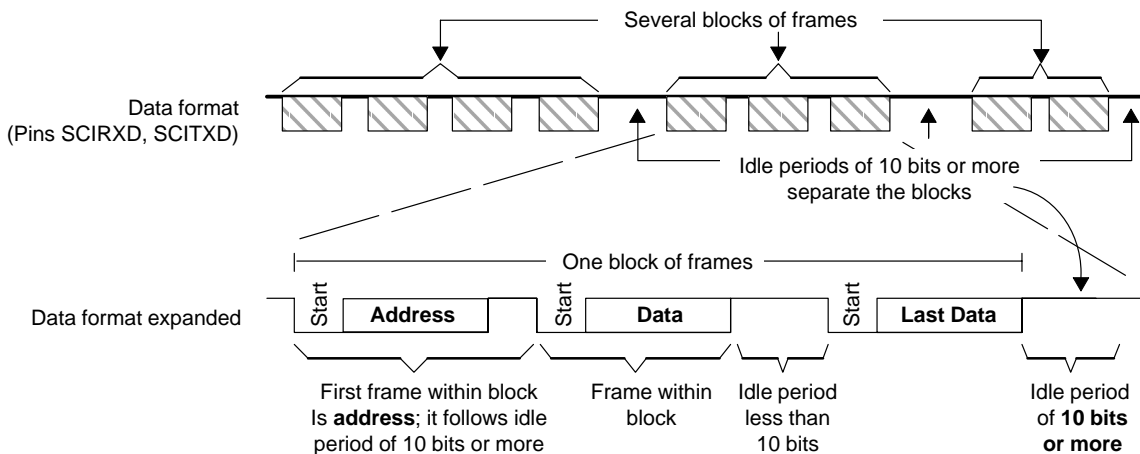 Several blocks of frames
Data format
(Pins SCIRXD, SCITXD)
Idle periods of 10 bits or more
separate the blocks
One block of frames
Data format expanded
Start
Address
Start
Data
Start
Last Data
First frame within block
Is address; it follows idle
period of 10 bits or more
Frame within
block
Idle period
less than
10 bits
Idle period
of 10 bits
or more